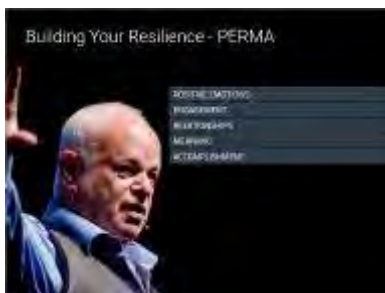 Building Your Resilience - PERMA
POSITIVE EMOTIONS
ENGAGEMENT
RELATIONSHIPS
MEANING
ACCOMPLISHMENT